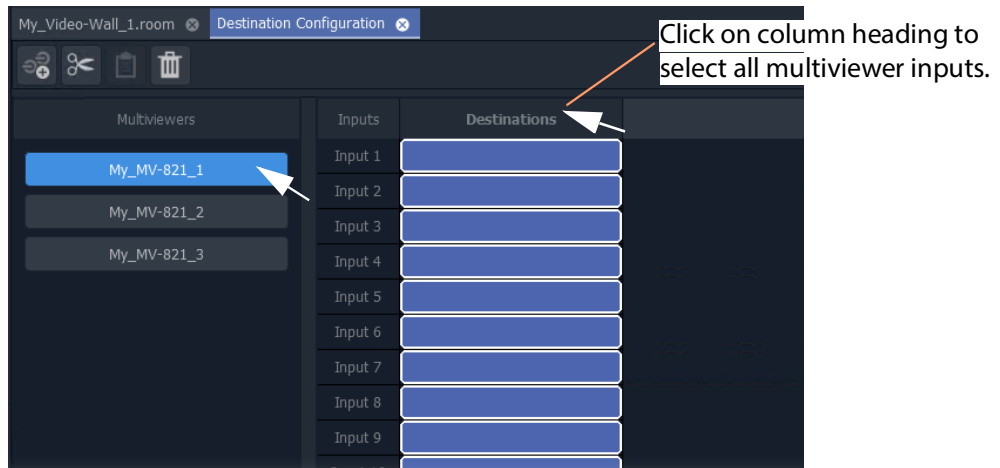 My_Video-Wall_1.room
Destination Configuration
Click on column heading to
select all multiviewer inputs.
Multiviewers
Inputs
Destinations
My_MV-821_1
My_MV-821_2
My_MV-821_3
Input 1
Input 2
Input 3
Input 4
Input 5
Input 6
Input 7
Input 8
Input 9